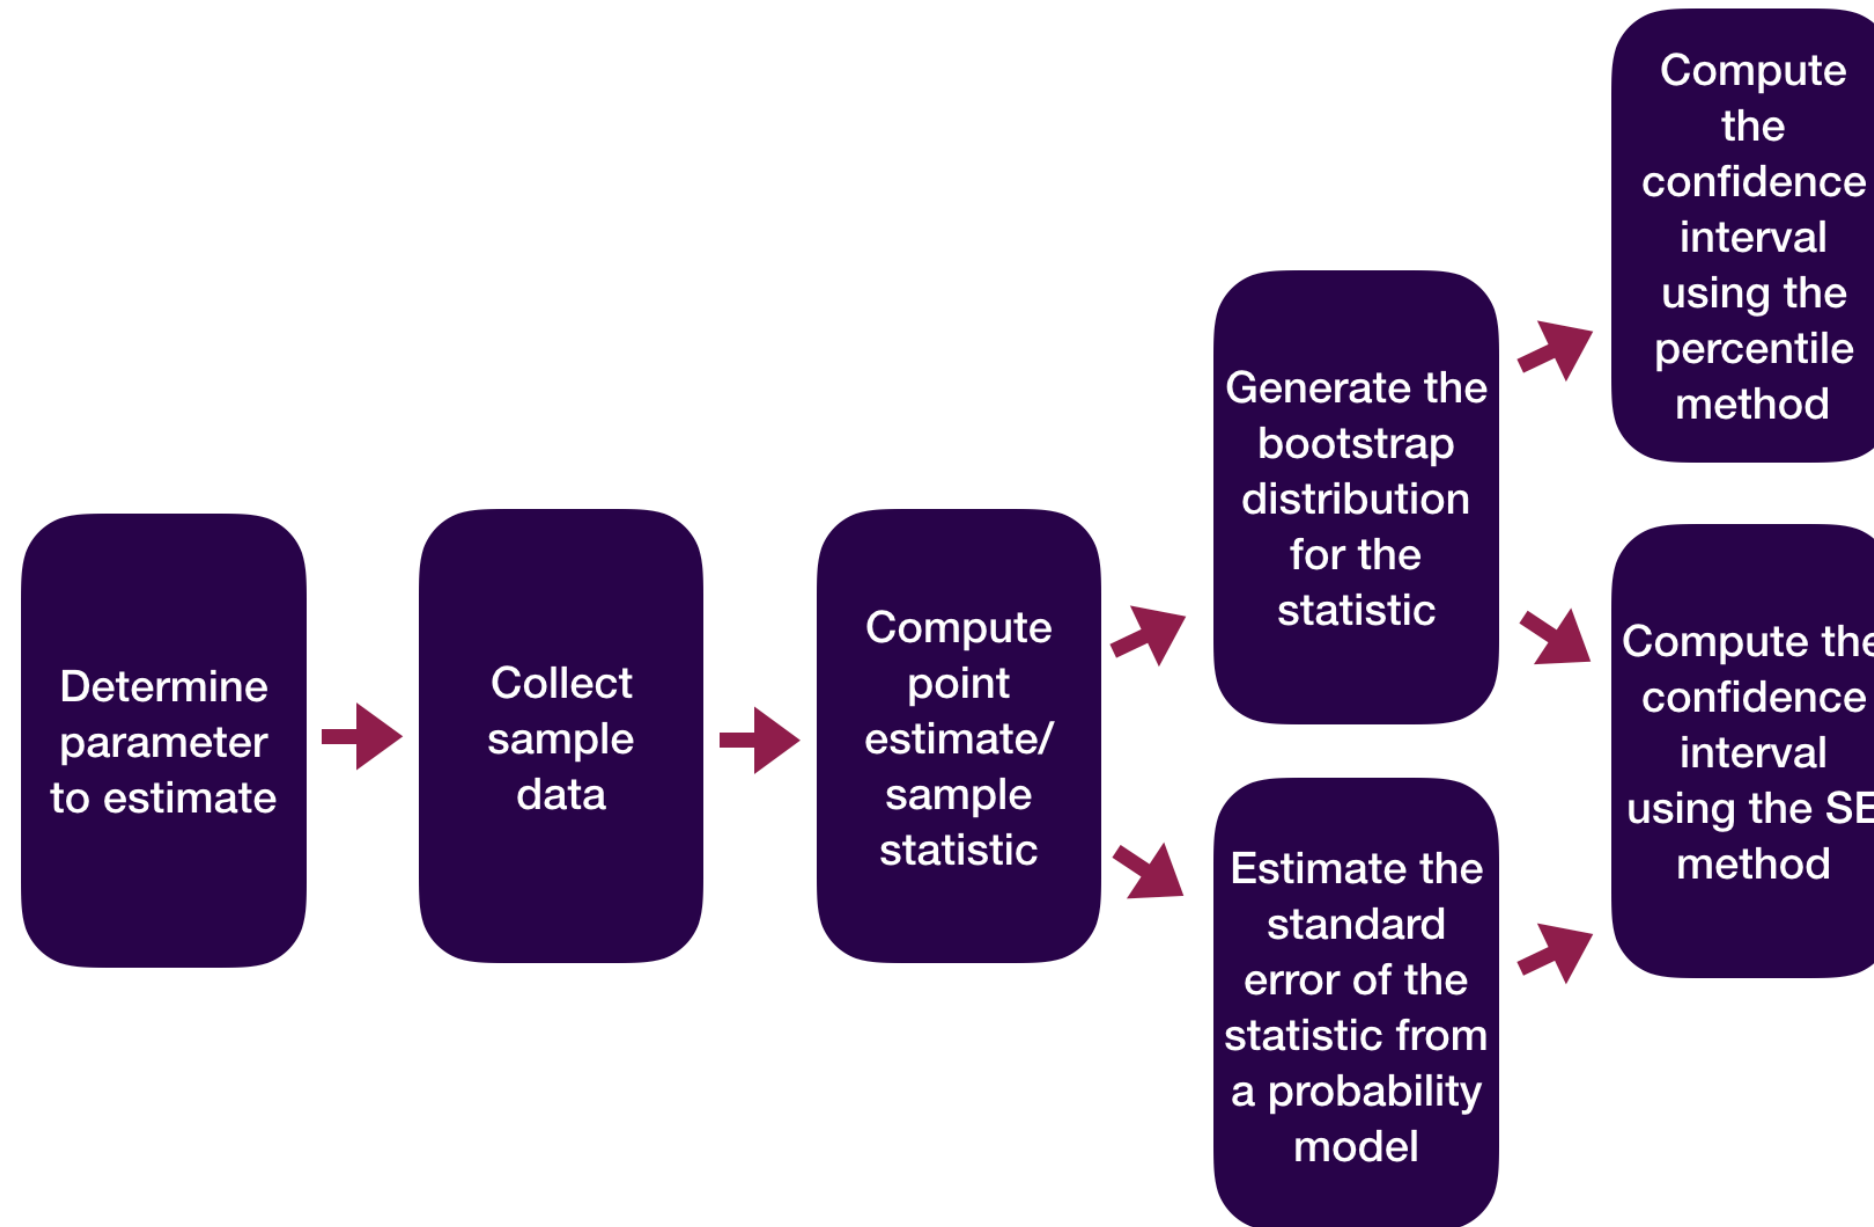 Determine
parameter
to estimate
Collect
sample
data
Compute
point
estimate/
sample
statistic
Generate the
bootstrap
distribution
for the
statistic
Estimate the
standard
error of the
statistic from
a probability
model
Compute
the
confidence
interval
using the
percentile
method
Compute the
confidence
interval
using the SE
method